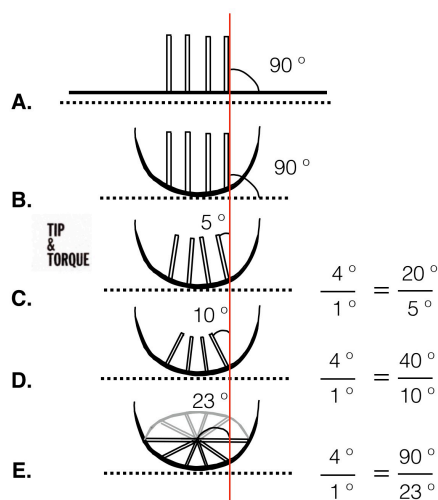 90 °
A.
90 °
B.
TIP
&
TORQUE
5 °
C.
4 ° / 1 ° = 20 ° / 5 °
10 °
D.
4 ° / 1 ° = 40 ° / 10 °
23 °
E.
4 ° / 1 ° = 90 ° / 23 °